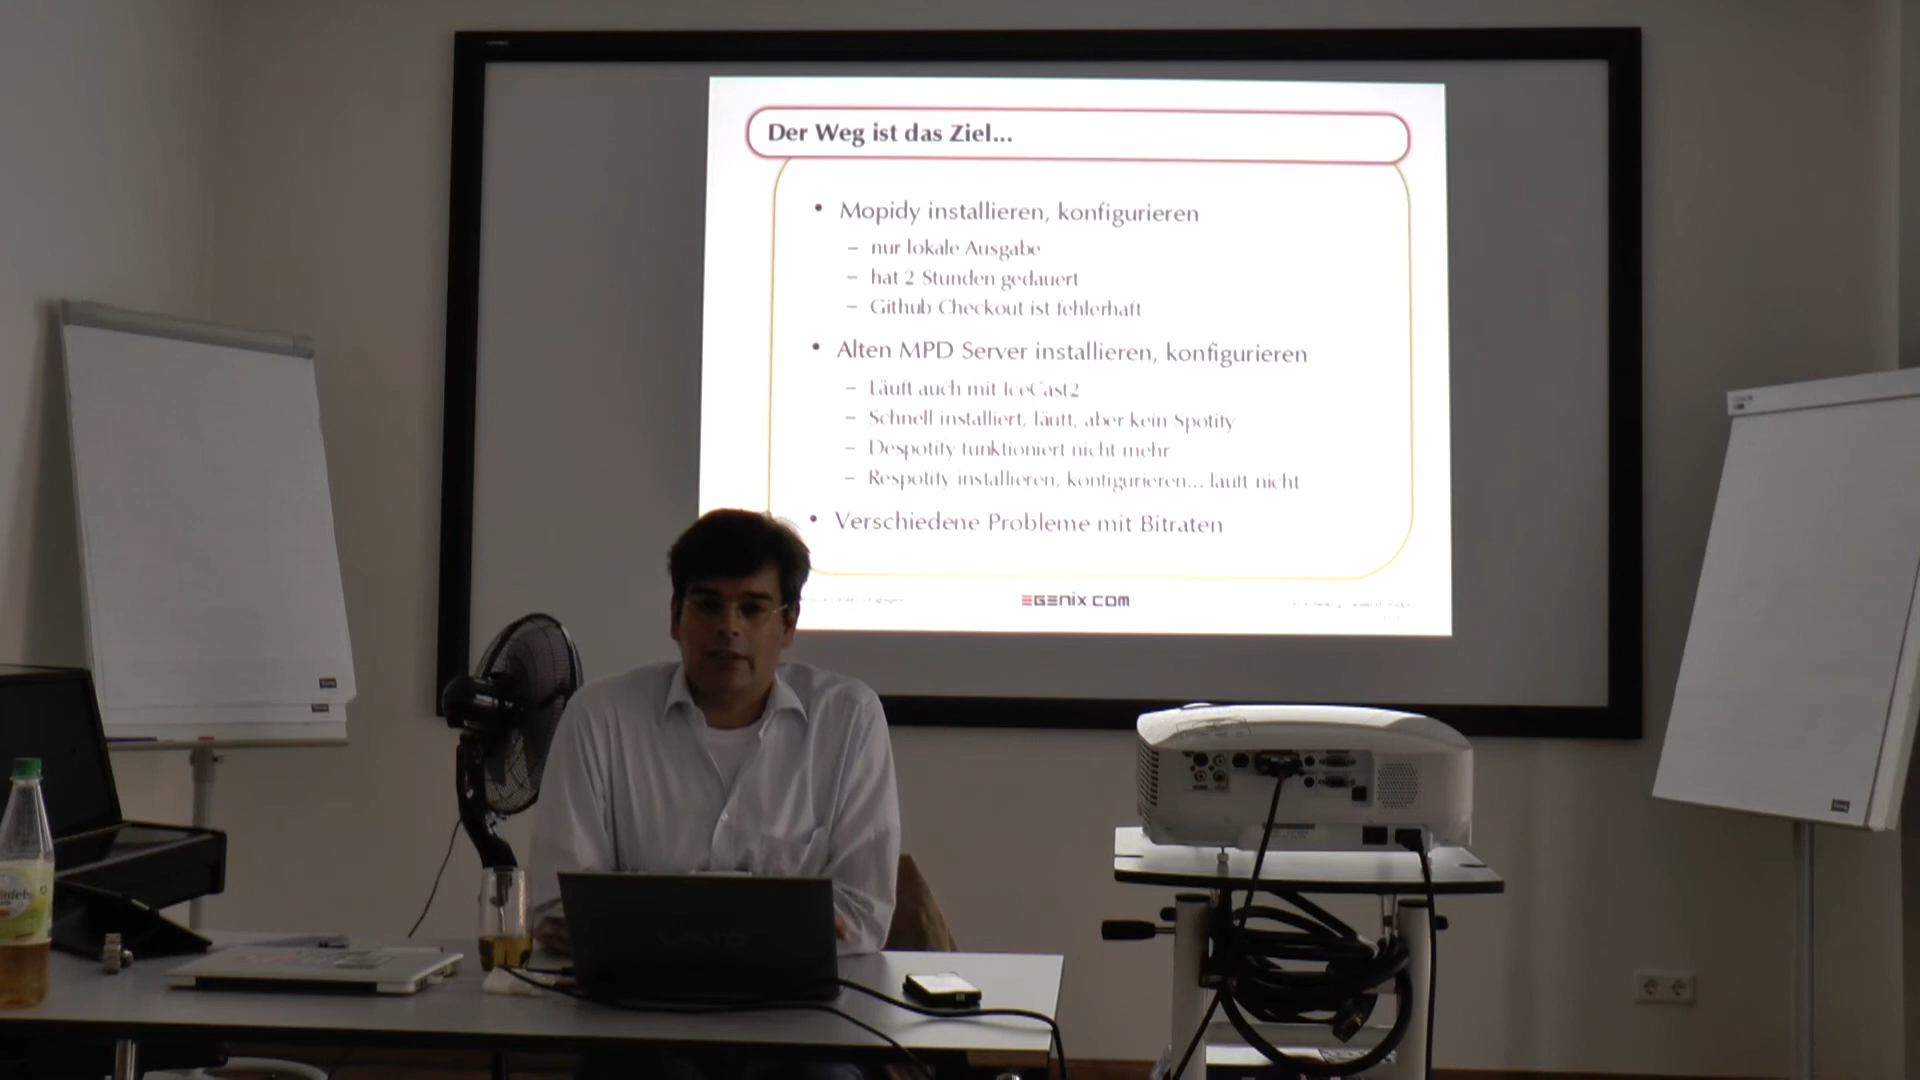 Der Weg ist das Ziel...
• Mopidy installieren, konfigurieren
– nur lokale Ausgabe
– hat 2 Stunden gedauert
– Github Checkout ist fehlerhaft
• Alten MPD Server installieren, konfigurieren
– Läuft auch mit IceCast2
– Schnell installiert, läuft, aber kein Spotify
– Despotify funktioniert nicht mehr
– Respotify installieren, konfigurieren... läuft nicht
• Verschiedene Probleme mit Bitraten
EGENIX.COM
VAIO